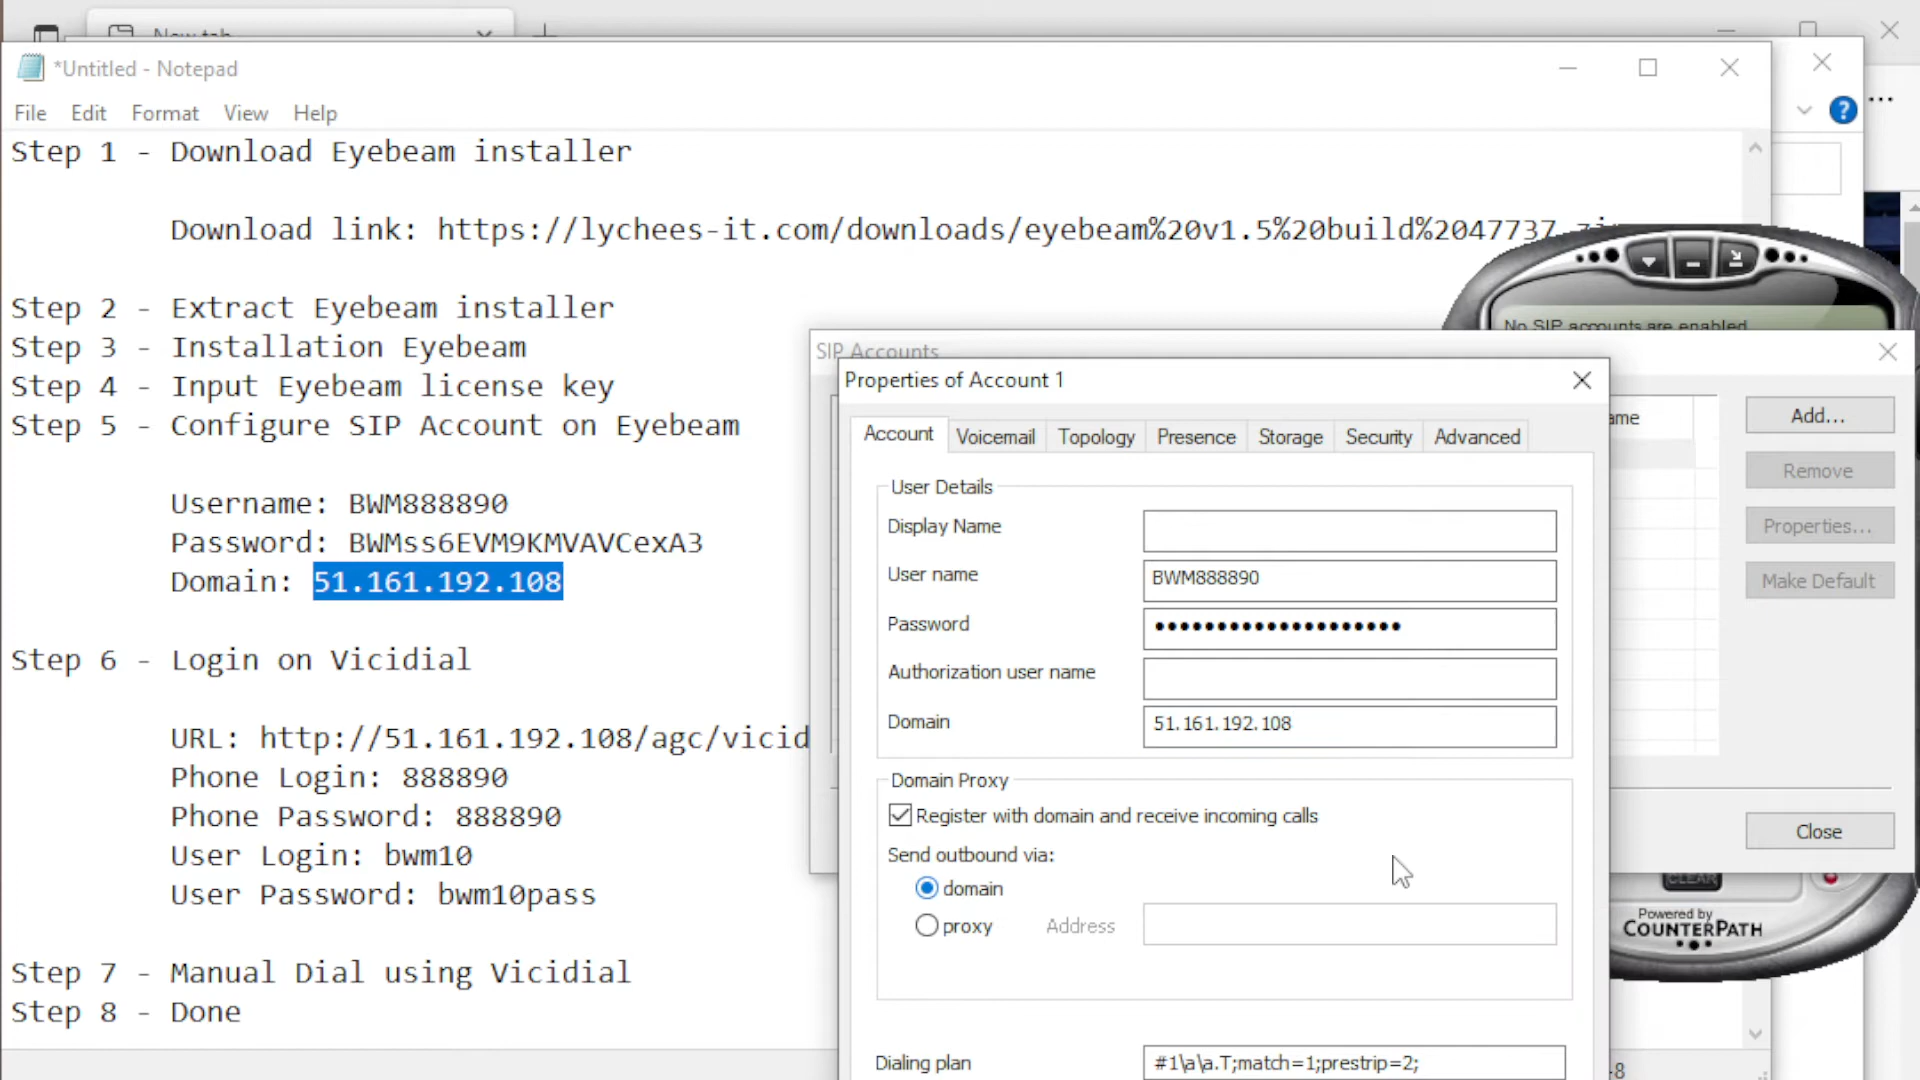 *Untitled - Notepad
File Edit Format View Help
Step 1 - Download Eyebeam installer
Download link: https://lychees-it.com/downloads/eyebeam%20v1.5%20build%2047737.zip
Step 2 - Extract Eyebeam installer
Step 3 - Installation Eyebeam
Step 4 - Input Eyebeam license key
Step 5 - Configure SIP Account on Eyebeam
Username: BWM888890
Password: BWMss6EVM9KMVAVCexA3
Domain: 51.161.192.108
Step 6 - Login on Vicidial
URL: http://51.161.192.108/agc/vicid
Phone Login: 888890
Phone Password: 888890
User Login: bwm10
User Password: bwm10pass
Step 7 - Manual Dial using Vicidial
Step 8 - Done
No SIP accounts are enabled
SIP Accounts
Add...
Remove
Properties...
Make Default
Close
Properties of Account 1
Account Voicemail Topology Presence Storage Security Advanced
User Details
Display Name
User name BWM888890
Password
Authorization user name
Domain 51.161.192.108
Domain Proxy
Register with domain and receive incoming calls
Send outbound via:
domain
proxy Address
Dialing plan #1\a\a.T;match=1;prestrip=2;
CLEAR
Powered by
COUNTERPATH